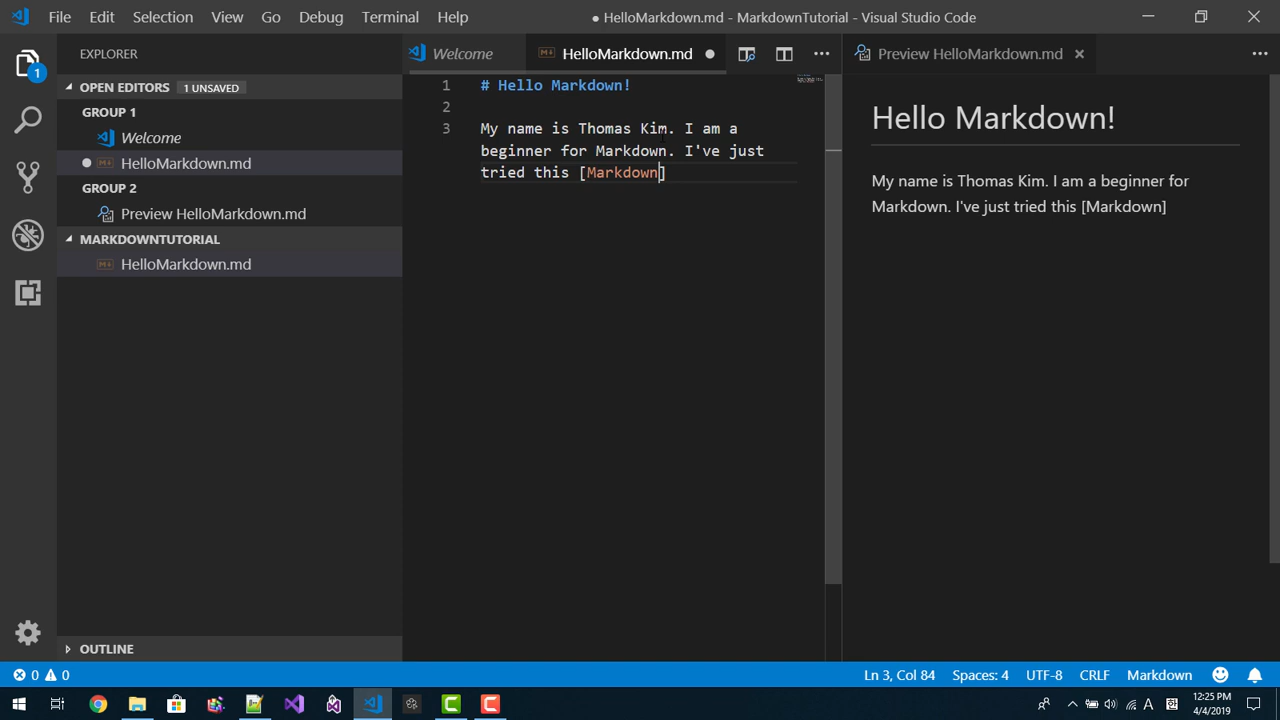 File Edit Selection View Go Debug Terminal Help ● HelloMarkdown.md - MarkdownTutorial - Visual Studio Code
EXPLORER
OPEN EDITORS 1 UNSAVED
GROUP 1
Welcome
HelloMarkdown.md
GROUP 2
Preview HelloMarkdown.md
MARKDOWNTUTORIAL
HelloMarkdown.md
OUTLINE
1
Welcome HelloMarkdown.md
1 # Hello Markdown!
2
3 My name is Thomas Kim. I am a
beginner for Markdown. I've just
tried this [Markdown]
Preview HelloMarkdown.md
Hello Markdown!
My name is Thomas Kim. I am a beginner for
Markdown. I've just tried this [Markdown]
0 0 Ln 3, Col 84 Spaces: 4 UTF-8 CRLF Markdown
A 12:25 PM
4/4/2019